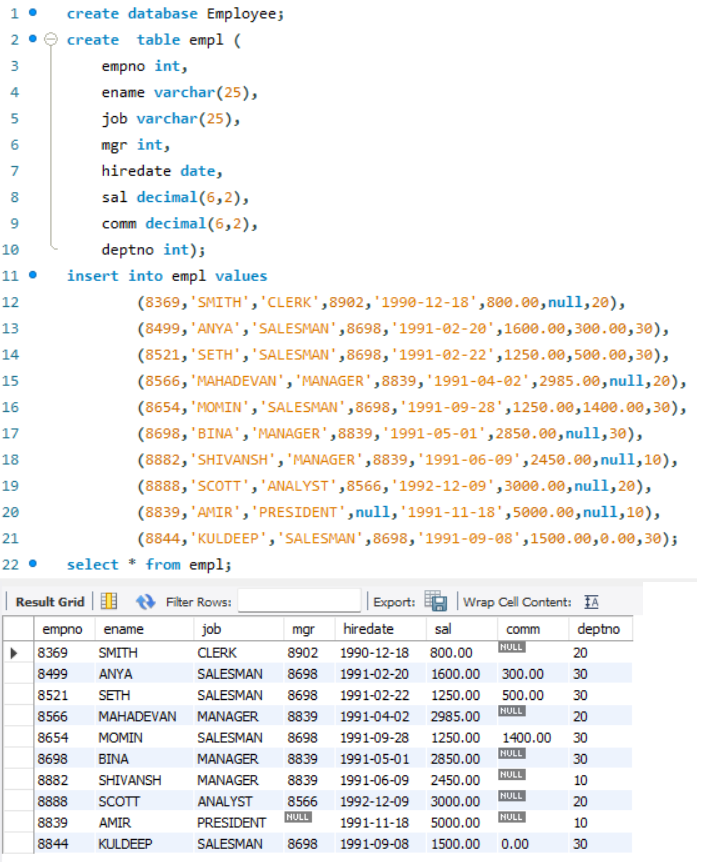 1 create database Employee;
2 create table empl (
3 empno int,
4 ename varchar(25),
5 job varchar(25),
6 mgr int,
7 hiredate date,
8 sal decimal(6,2),
9 comm decimal(6,2),
10 deptno int);
11 insert into empl values
12 (8369,'SMITH','CLERK',8902,'1990-12-18',800.00,null,20),
13 (8499,'ANYA','SALESMAN',8698,'1991-02-20',1600.00,300.00,30),
14 (8521,'SETH','SALESMAN',8698,'1991-02-22',1250.00,500.00,30),
15 (8566,'MAHADEVAN','MANAGER',8839,'1991-04-02',2985.00,null,20),
16 (8654,'MOMIN','SALESMAN',8698,'1991-09-28',1250.00,1400.00,30),
17 (8698,'BINA','MANAGER',8839,'1991-05-01',2850.00,null,30),
18 (8882,'SHIVANSH','MANAGER',8839,'1991-06-09',2450.00,null,10),
19 (8888,'SCOTT','ANALYST',8566,'1992-12-09',3000.00,null,20),
20 (8839,'AMIR','PRESIDENT',null,'1991-11-18',5000.00,null,10),
21 (8844,'KULDEEP','SALESMAN',8698,'1991-09-08',1500.00,0.00,30);
22 select * from empl;
Result Grid Filter Rows: Export: Wrap Cell Content: IA
empno ename job mgr hiredate sal comm deptno
8369 SMITH CLERK 8902 1990-12-18 800.00 NULL 20
8499 ANYA SALESMAN 8698 1991-02-20 1600.00 300.00 30
8521 SETH SALESMAN 8698 1991-02-22 1250.00 500.00 30
8566 MAHADEVAN MANAGER 8839 1991-04-02 2985.00 NULL 20
8654 MOMIN SALESMAN 8698 1991-09-28 1250.00 1400.00 30
8698 BINA MANAGER 8839 1991-05-01 2850.00 NULL 30
8882 SHIVANSH MANAGER 8839 1991-06-09 2450.00 NULL 10
8888 SCOTT ANALYST 8566 1992-12-09 3000.00 NULL 20
8839 AMIR PRESIDENT NULL 1991-11-18 5000.00 NULL 10
8844 KULDEEP SALESMAN 8698 1991-09-08 1500.00 0.00 30